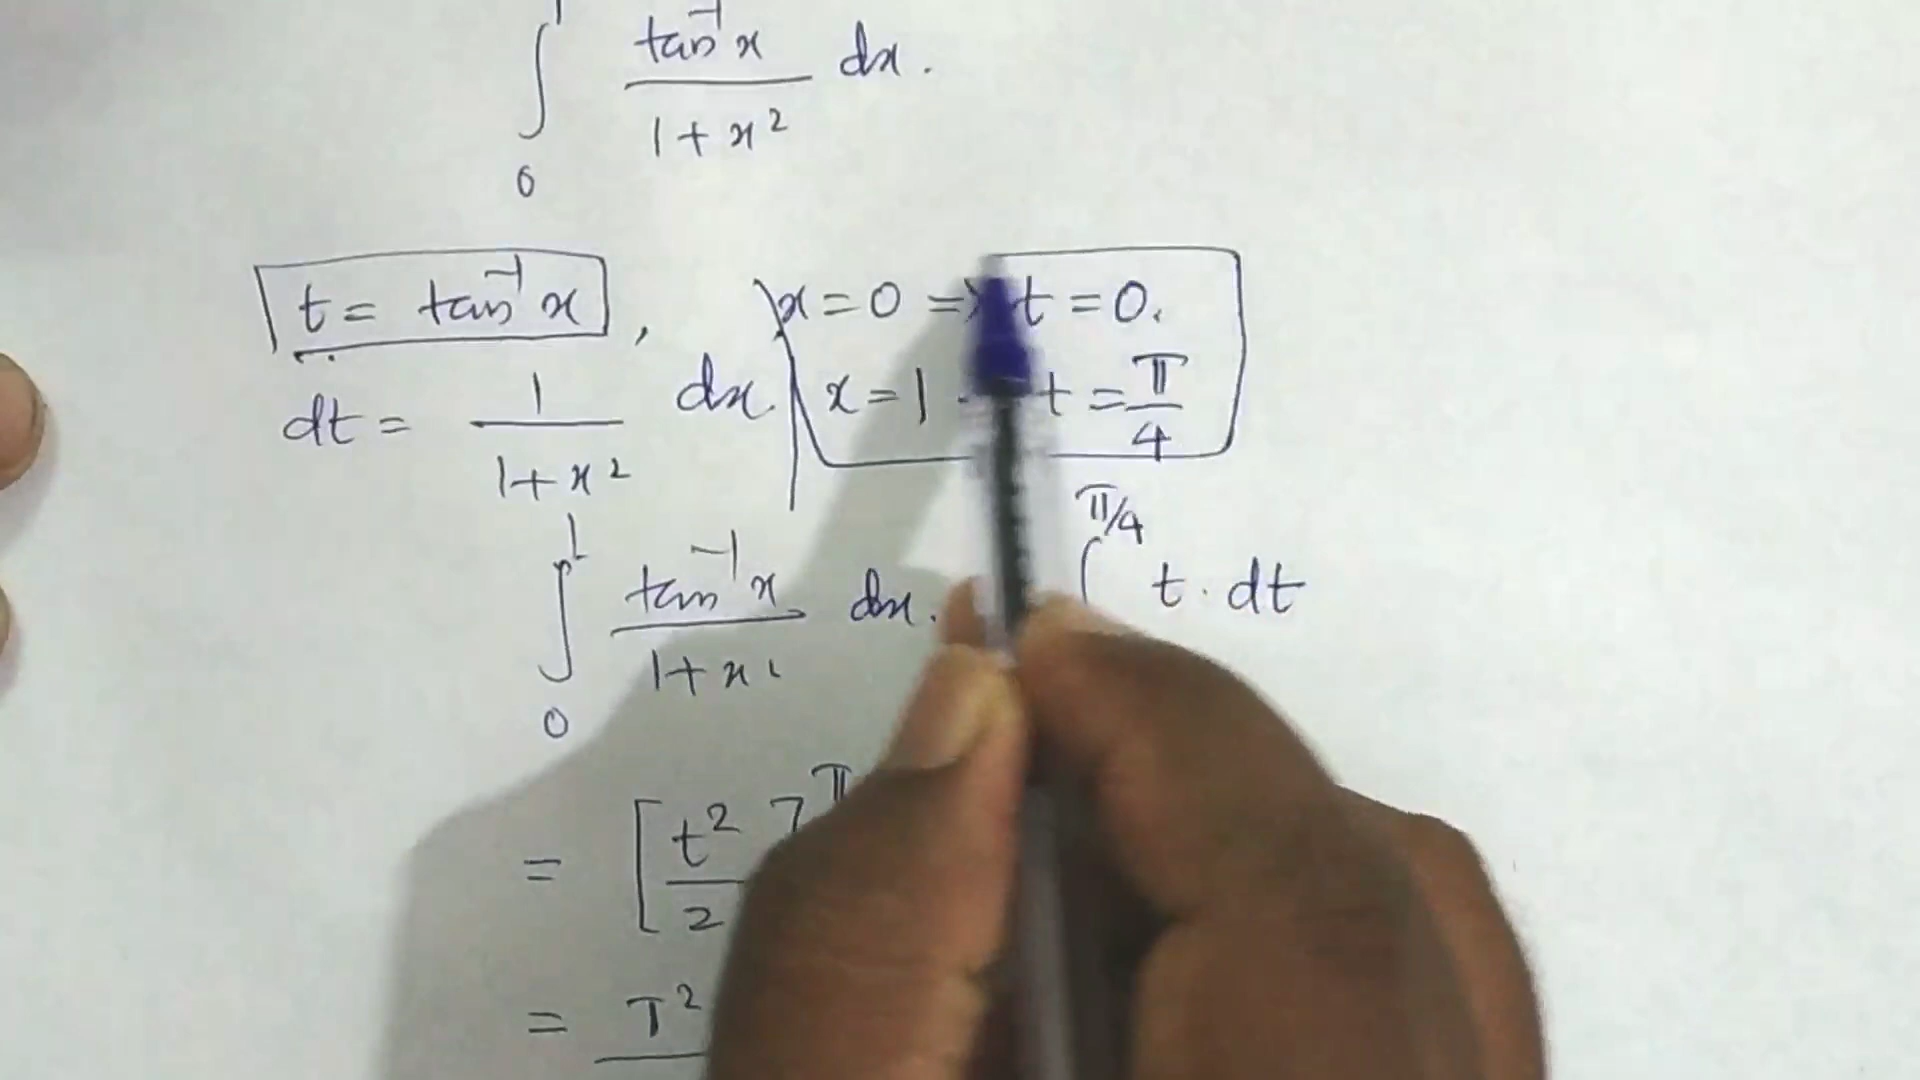 ∫₀¹ tan⁻¹x / 1+x² dx.
t = tan⁻¹x , x=0 => t=0.
dt = 1 / 1+x² dx x=1 t=π/4
∫₀¹ tan⁻¹x / 1+x dx. ∫^π/4 t. dt
= [t²/2]^π
= π²